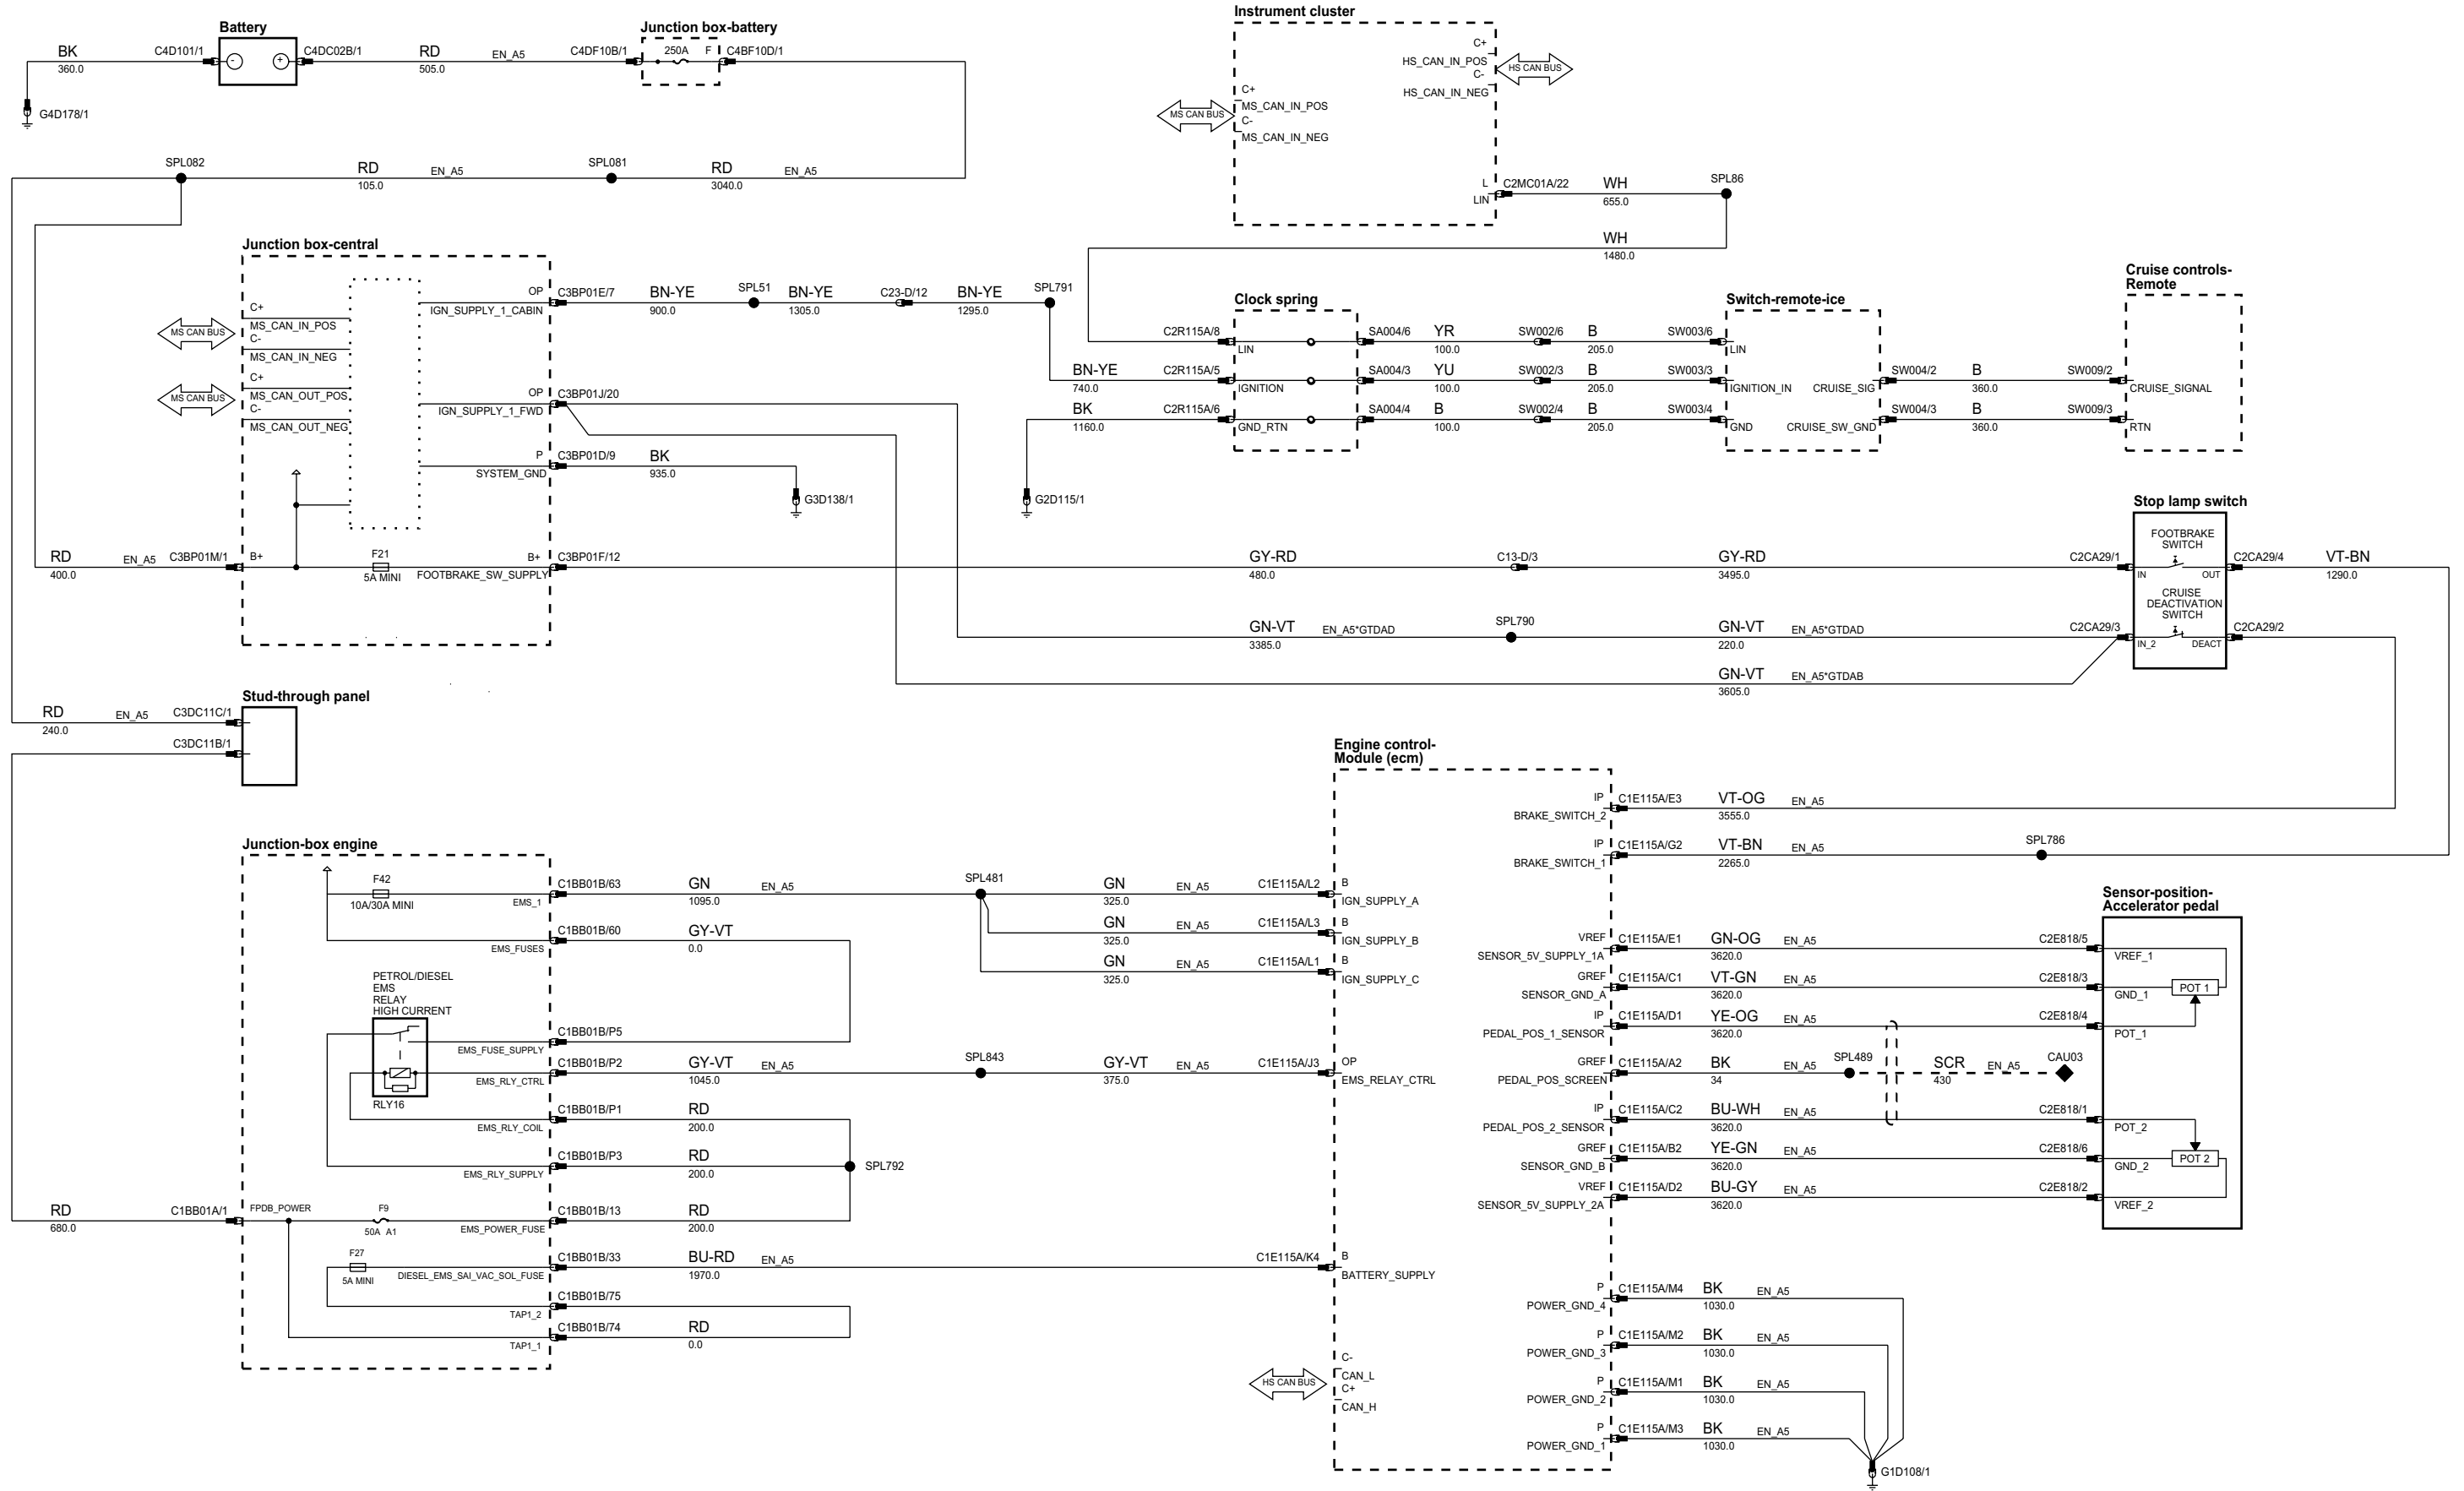 Battery
BK
360.0
C4D101/1
-
+
C4DC02B/1
RD
505.0
EN_A5
C4DF10B/1
Junction box-battery
250A
F
C4BF10D/1
G4D178/1
SPL082
RD
105.0
EN_A5
SPL081
RD
3040.0
EN_A5
Instrument cluster
C+
HS_CAN_IN_POS
C-
HS_CAN_IN_NEG
HS CAN BUS
C+
MS_CAN_IN_POS
C-
MS_CAN_IN_NEG
MS CAN BUS
L
LIN
C2MC01A/22
WH
655.0
SPL86
WH
1480.0
Junction box-central
C+
MS_CAN_IN_POS
C-
MS_CAN_IN_NEG
MS CAN BUS
C+
MS_CAN_OUT_POS
C-
MS_CAN_OUT_NEG
MS CAN BUS
OP
IGN_SUPPLY_1_CABIN
C3BP01E/7
BN-YE
900.0
SPL51
BN-YE
1305.0
C23-D/12
BN-YE
1295.0
SPL791
OP
IGN_SUPPLY_1_FWD
C3BP01J/20
P
SYSTEM_GND
C3BP01D/9
BK
935.0
G3D138/1
RD
400.0
EN_A5
C3BP01M/1
B+
F21
5A MINI
B+
FOOTBRAKE_SW_SUPPLY
C3BP01F/12
Clock spring
C2R115A/8
LIN
SA004/6
YR
100.0
SW002/6
B
205.0
SW003/6
BN-YE
740.0
C2R115A/5
IGNITION
SA004/3
YU
100.0
SW002/3
B
205.0
SW003/3
BK
1160.0
C2R115A/6
GND_RTN
SA004/4
B
100.0
SW002/4
B
205.0
SW003/4
G2D115/1
Switch-remote-ice
LIN
IGNITION_IN
GND
CRUISE_SIG
CRUISE_SW_GND
SW004/2
B
360.0
SW009/2
SW004/3
B
360.0
SW009/3
Cruise controls-
Remote
CRUISE_SIGNAL
RTN
GY-RD
480.0
C13-D/3
GY-RD
3495.0
C2CA29/1
Stop lamp switch
FOOTBRAKE
SWITCH
IN
OUT
C2CA29/4
VT-BN
1290.0
CRUISE
DEACTIVATION
SWITCH
IN_2
DEACT
C2CA29/2
GN-VT
3385.0
EN_A5*GTDAD
SPL790
GN-VT
220.0
EN_A5*GTDAD
C2CA29/3
GN-VT
3605.0
EN_A5*GTDAB
Stud-through panel
RD
240.0
EN_A5
C3DC11C/1
C3DC11B/1
Junction-box engine
F42
10A/30A MINI
EMS_1
C1BB01B/63
GN
1095.0
EN_A5
SPL481
GN
325.0
EN_A5
C1E115A/L2
GN
325.0
EN_A5
C1E115A/L3
GN
325.0
EN_A5
C1E115A/L1
EMS_FUSES
C1BB01B/60
GY-VT
0.0
PETROL/DIESEL
EMS
RELAY
HIGH CURRENT
RLY16
EMS_FUSE_SUPPLY
C1BB01B/P5
EMS_RLY_CTRL
C1BB01B/P2
GY-VT
1045.0
EN_A5
SPL843
GY-VT
375.0
EN_A5
C1E115A/J3
EMS_RLY_COIL
C1BB01B/P1
RD
200.0
EMS_RLY_SUPPLY
C1BB01B/P3
RD
200.0
SPL792
RD
680.0
C1BB01A/1
FPDB_POWER
F9
50A A1
EMS_POWER_FUSE
C1BB01B/13
RD
200.0
F27
5A MINI
DIESEL_EMS_SAI_VAC_SOL_FUSE
C1BB01B/33
BU-RD
1970.0
EN_A5
C1E115A/K4
TAP1_2
C1BB01B/75
TAP1_1
C1BB01B/74
RD
0.0
Engine control-
Module (ecm)
B
IGN_SUPPLY_A
B
IGN_SUPPLY_B
B
IGN_SUPPLY_C
OP
EMS_RELAY_CTRL
B
BATTERY_SUPPLY
C-
CAN_L
C+
CAN_H
HS CAN BUS
IP
BRAKE_SWITCH_2
C1E115A/E3
VT-OG
3555.0
EN_A5
IP
BRAKE_SWITCH_1
C1E115A/G2
VT-BN
2265.0
EN_A5
SPL786
VREF
SENSOR_5V_SUPPLY_1A
C1E115A/E1
GN-OG
3620.0
EN_A5
C2E818/5
GREF
SENSOR_GND_A
C1E115A/C1
VT-GN
3620.0
EN_A5
C2E818/3
IP
PEDAL_POS_1_SENSOR
C1E115A/D1
YE-OG
3620.0
EN_A5
C2E818/4
GREF
PEDAL_POS_SCREEN
C1E115A/A2
BK
34
EN_A5
SPL489
SCR
430
EN_A5
CAU03
IP
PEDAL_POS_2_SENSOR
C1E115A/C2
BU-WH
3620.0
EN_A5
C2E818/1
GREF
SENSOR_GND_B
C1E115A/B2
YE-GN
3620.0
EN_A5
C2E818/6
VREF
SENSOR_5V_SUPPLY_2A
C1E115A/D2
BU-GY
3620.0
EN_A5
C2E818/2
Sensor-position-
Accelerator pedal
VREF_1
GND_1
POT 1
POT_1
POT_2
GND_2
POT 2
VREF_2
P
POWER_GND_4
C1E115A/M4
BK
1030.0
EN_A5
P
POWER_GND_3
C1E115A/M2
BK
1030.0
EN_A5
P
POWER_GND_2
C1E115A/M1
BK
1030.0
EN_A5
P
POWER_GND_1
C1E115A/M3
BK
1030.0
EN_A5
G1D108/1